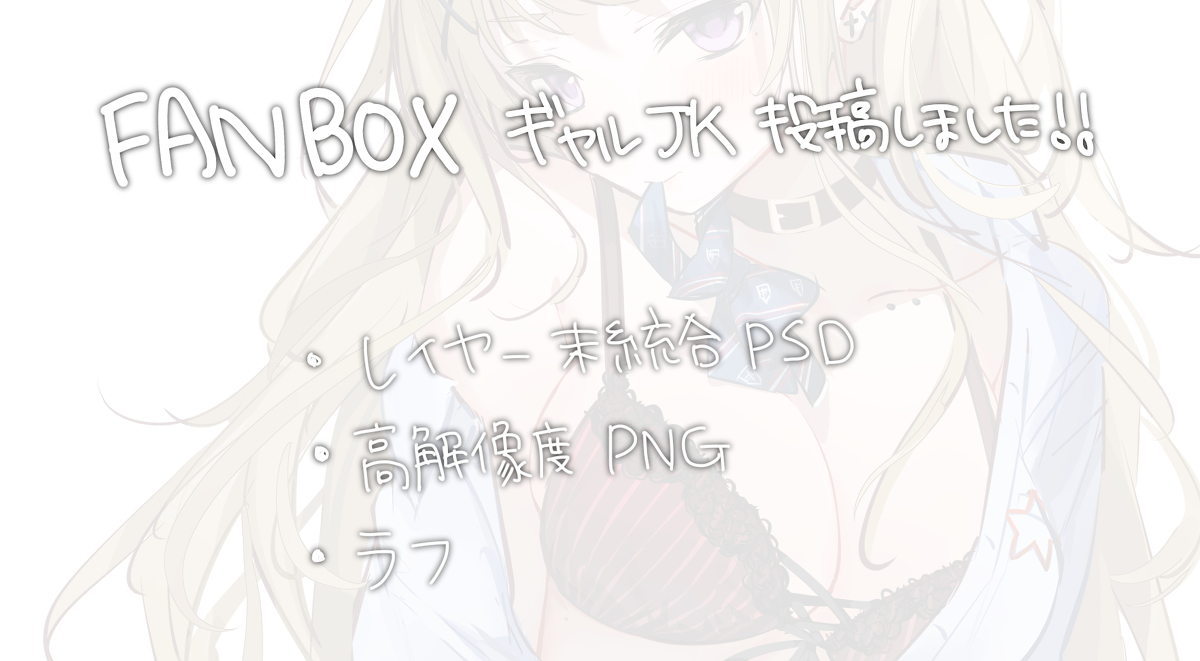 FANBOX ギャルJK 投稿しました!!
・ レイヤー 未統合 PSD
・ 高解像度 PNG
・ ラフ